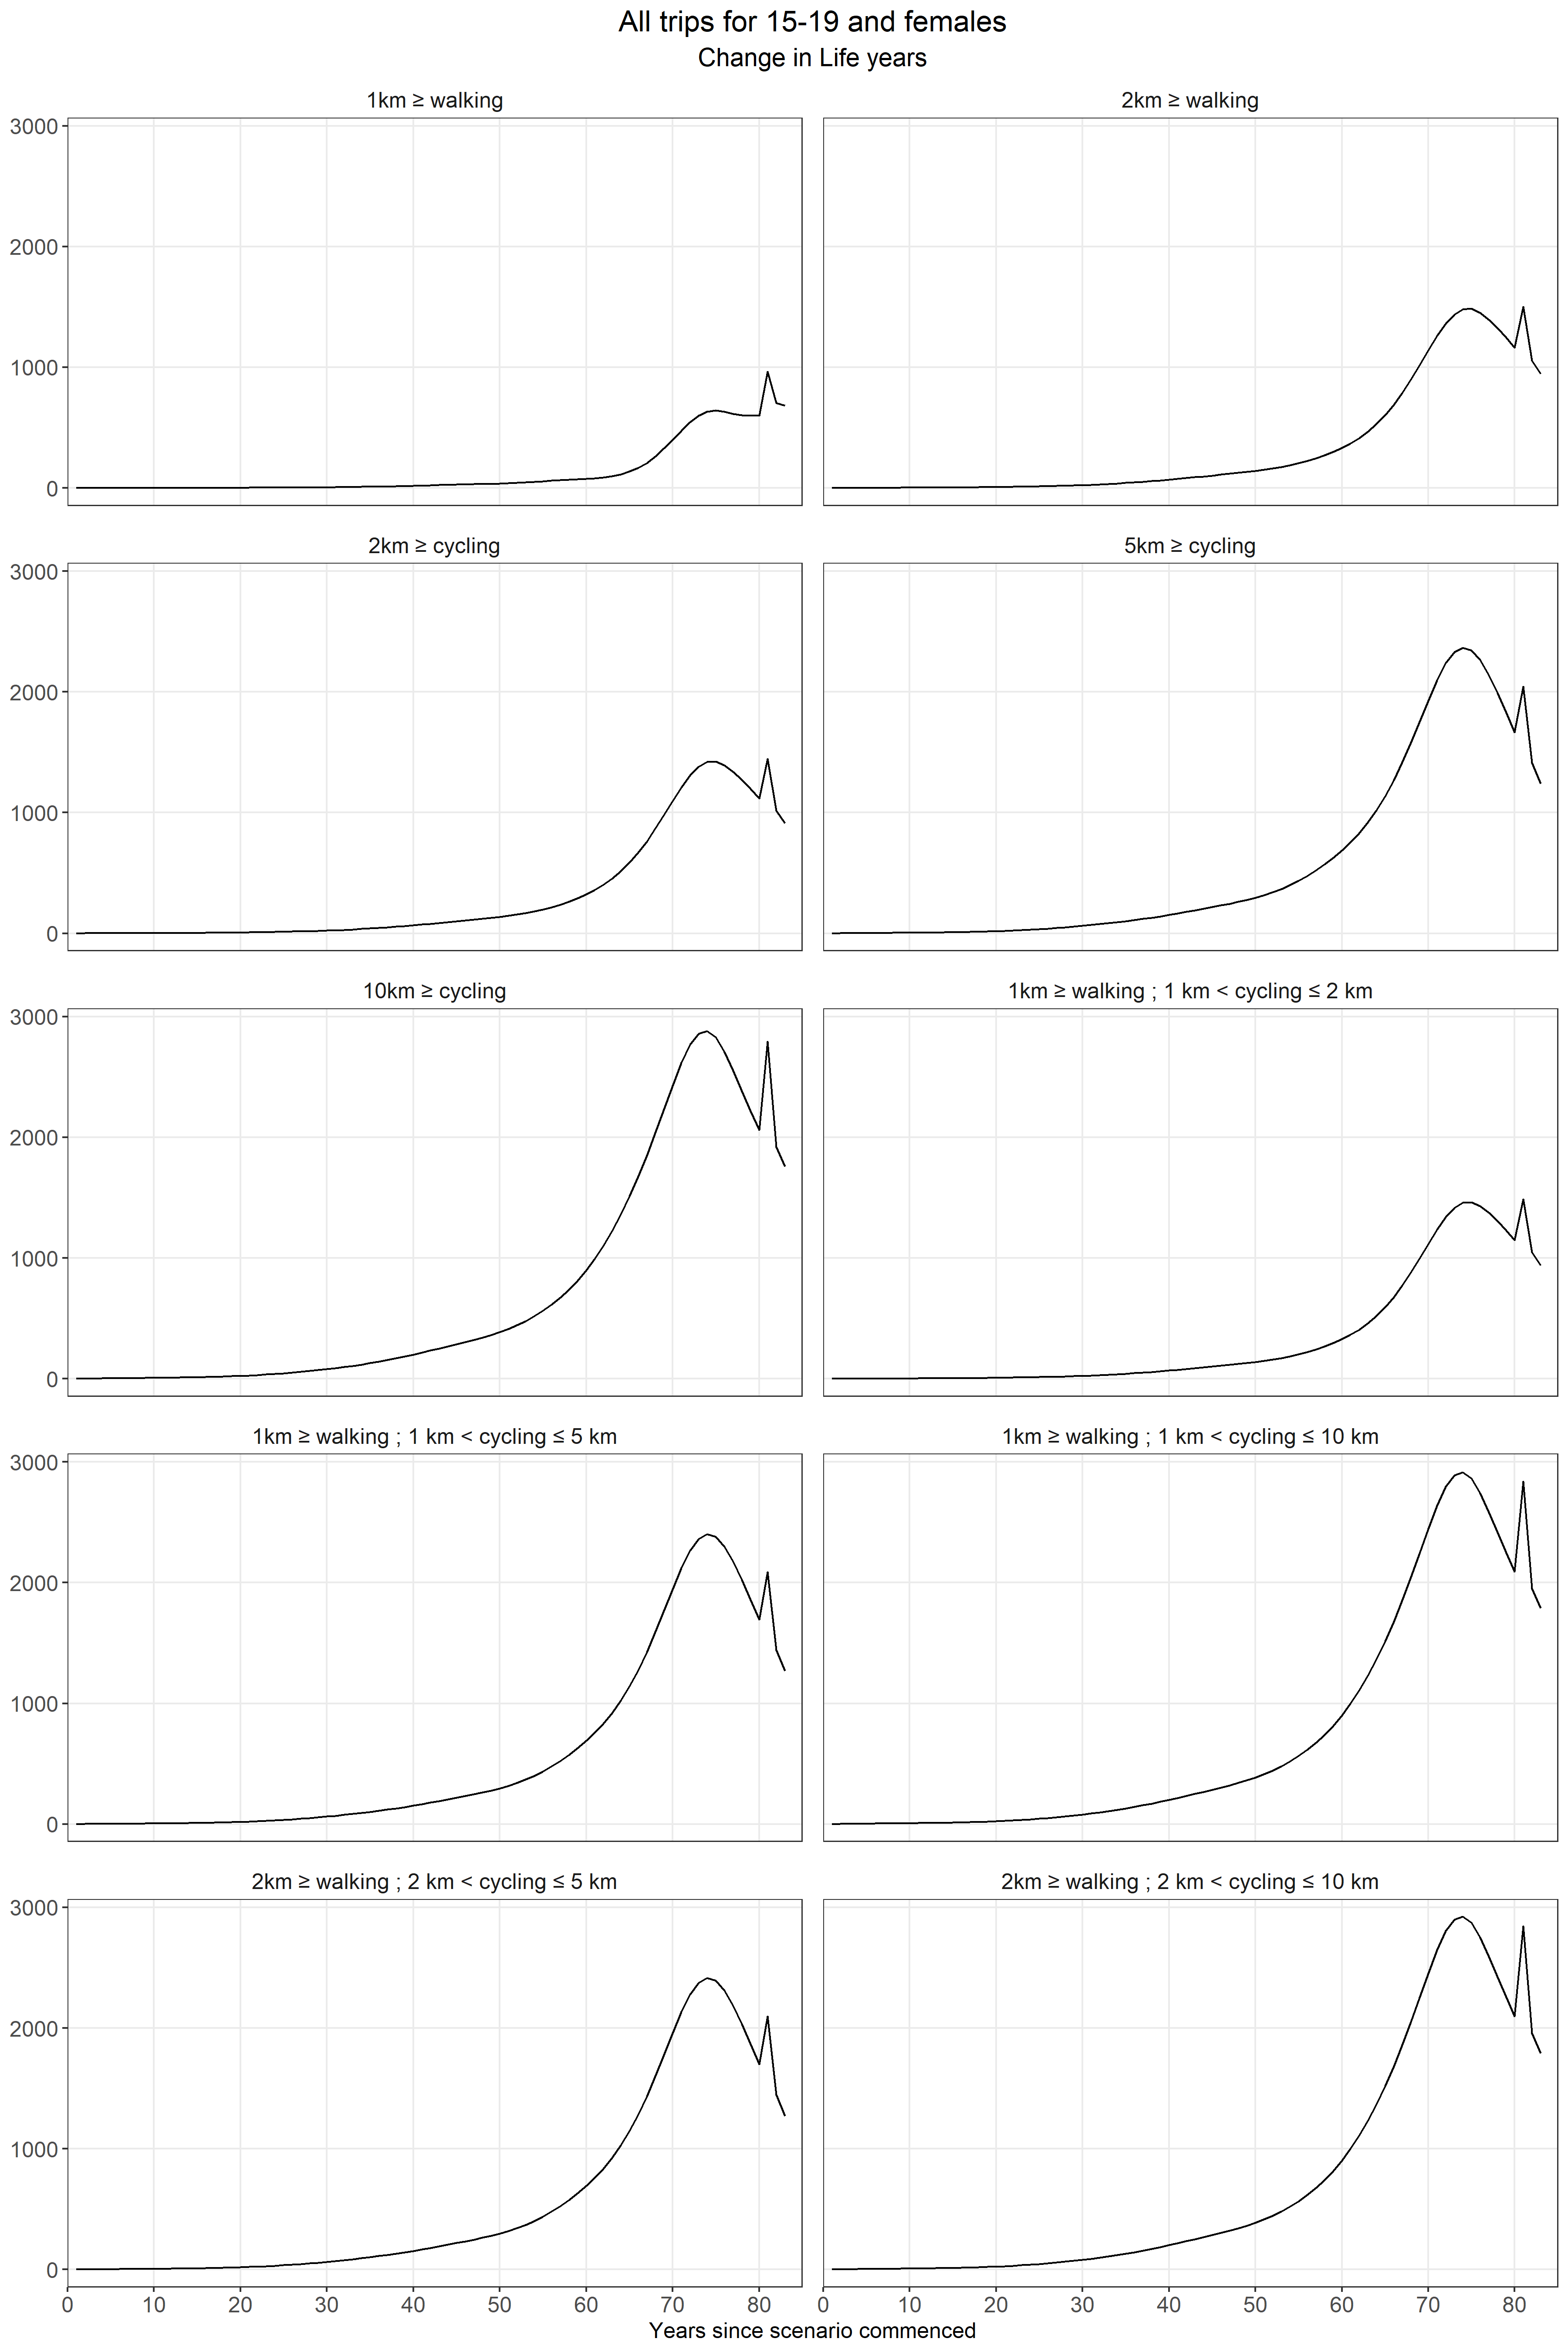 All trips for 15-19 and females
Change in Life years
1km ≥ walking
2km ≥ walking
3000
2000
1000
0
2km ≥ cycling
5km ≥ cycling
3000
2000
1000
0
10km ≥ cycling
1km ≥ walking ; 1 km < cycling ≤ 2 km
3000
2000
1000
0
1km ≥ walking ; 1 km < cycling ≤ 5 km
1km ≥ walking ; 1 km < cycling ≤ 10 km
3000
2000
1000
0
2km ≥ walking ; 2 km < cycling ≤ 5 km
2km ≥ walking ; 2 km < cycling ≤ 10 km
3000
2000
1000
0
0 10 20 30 40 50 60 70 80 0 10 20 30 40 50 60 70 80
Years since scenario commenced